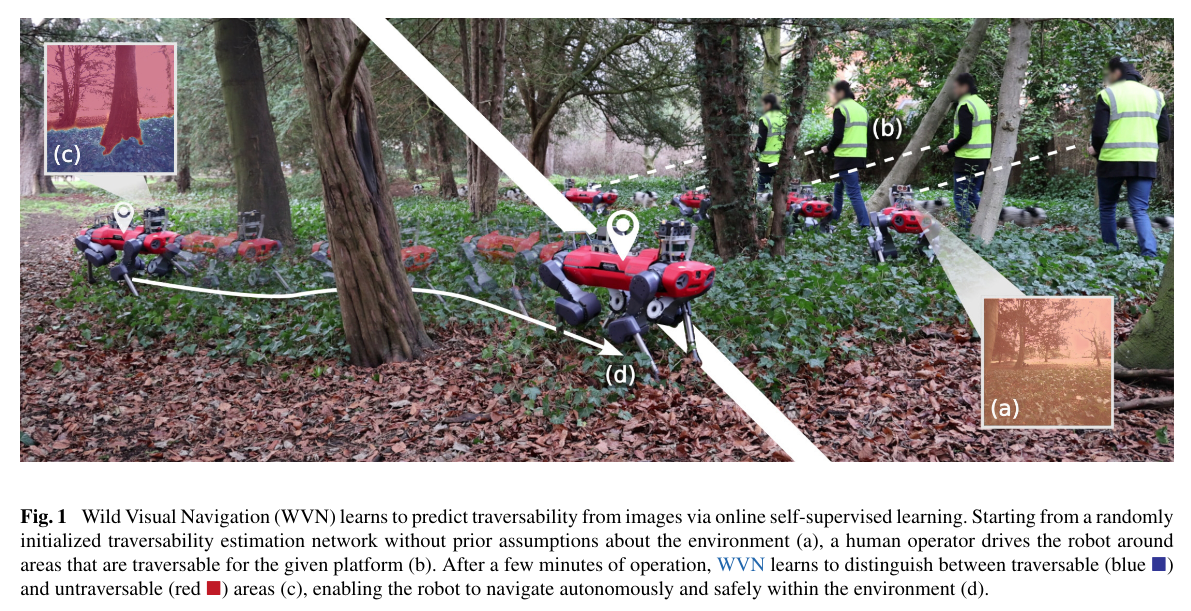 (c)
(b)
(a)
(d)
Fig. 1 Wild Visual Navigation (WVN) learns to predict traversability from images via online self-supervised learning. Starting from a randomly
initialized traversability estimation network without prior assumptions about the environment (a), a human operator drives the robot around
areas that are traversable for the given platform (b). After a few minutes of operation, WVN learns to distinguish between traversable (blue ■)
and untraversable (red ■) areas (c), enabling the robot to navigate autonomously and safely within the environment (d).